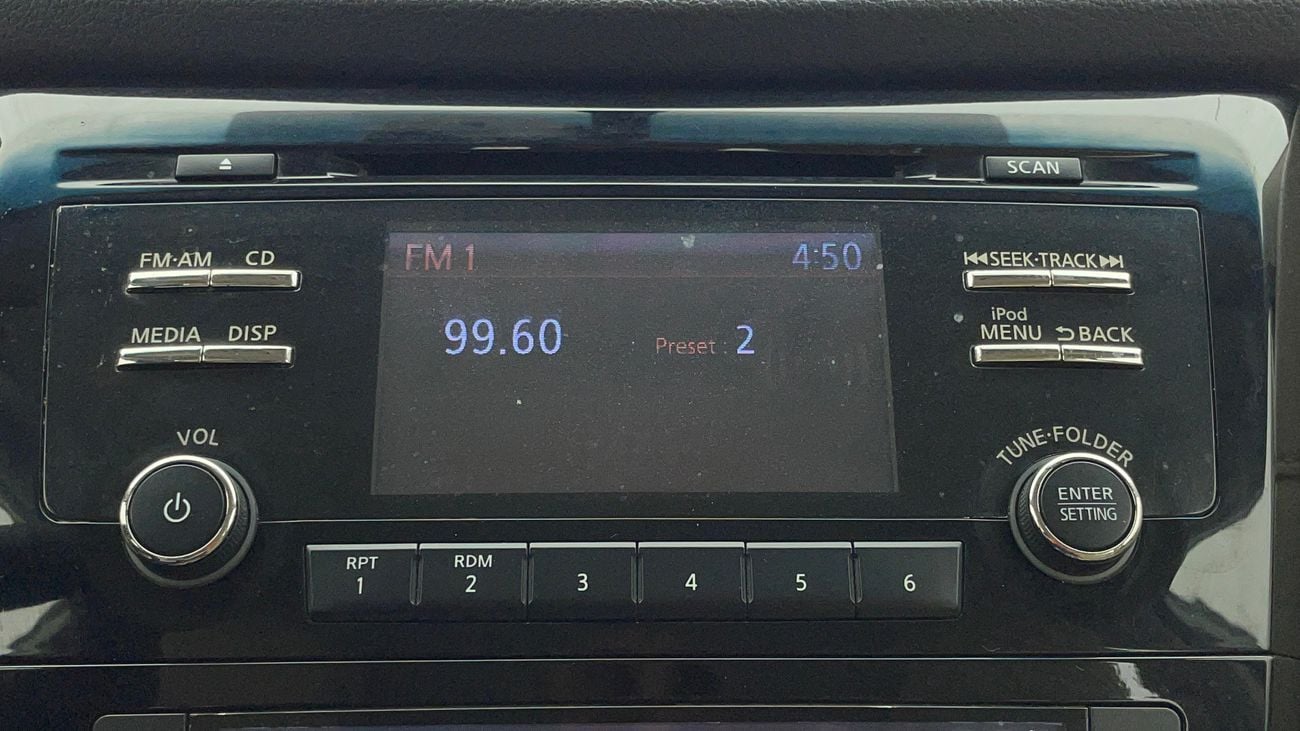 ⏏ SCAN
FM·AM CD
MEDIA DISP
VOL
FM 1 4:50
99.60 Preset 2
⏮SEEK·TRACK⏭
iPod
MENU ⮌BACK
TUNE·FOLDER
ENTER
SETTING
RPT
1
RDM
2
3
4
5
6